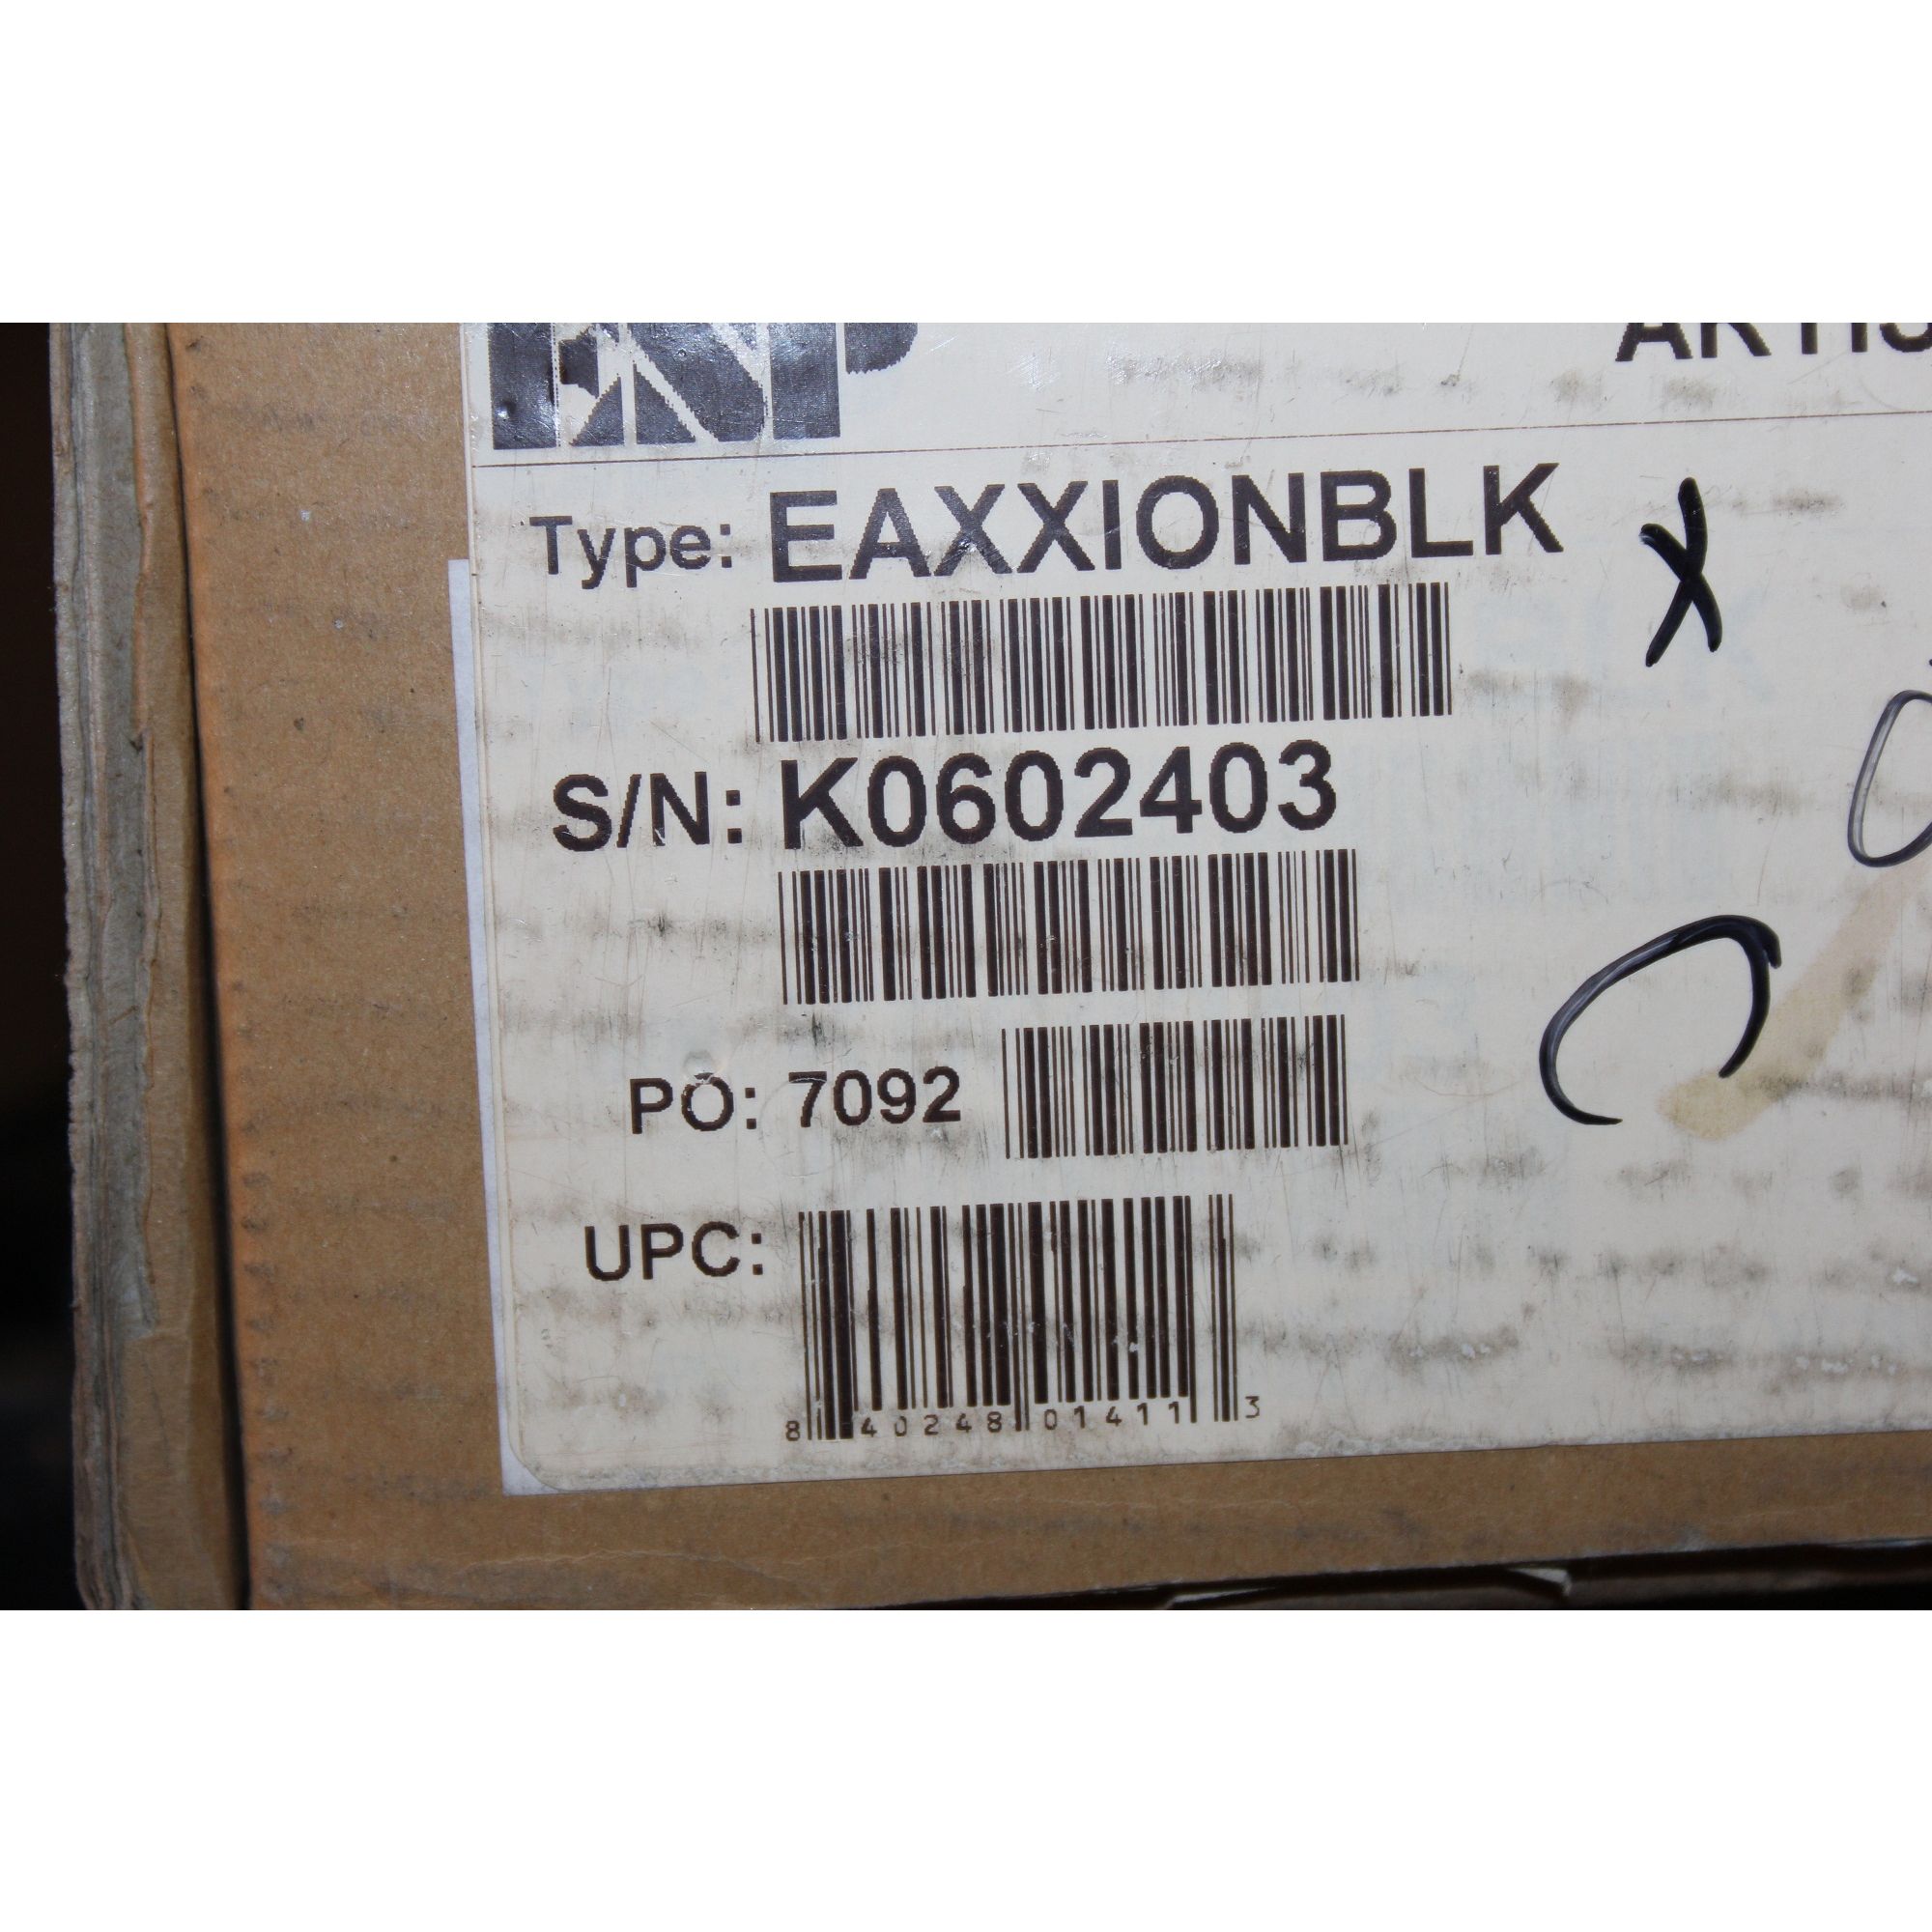 ESP
Type: EAXXIONBLK X
S/N: K0602403
PO: 7092
UPC:
8 40248 01411 3